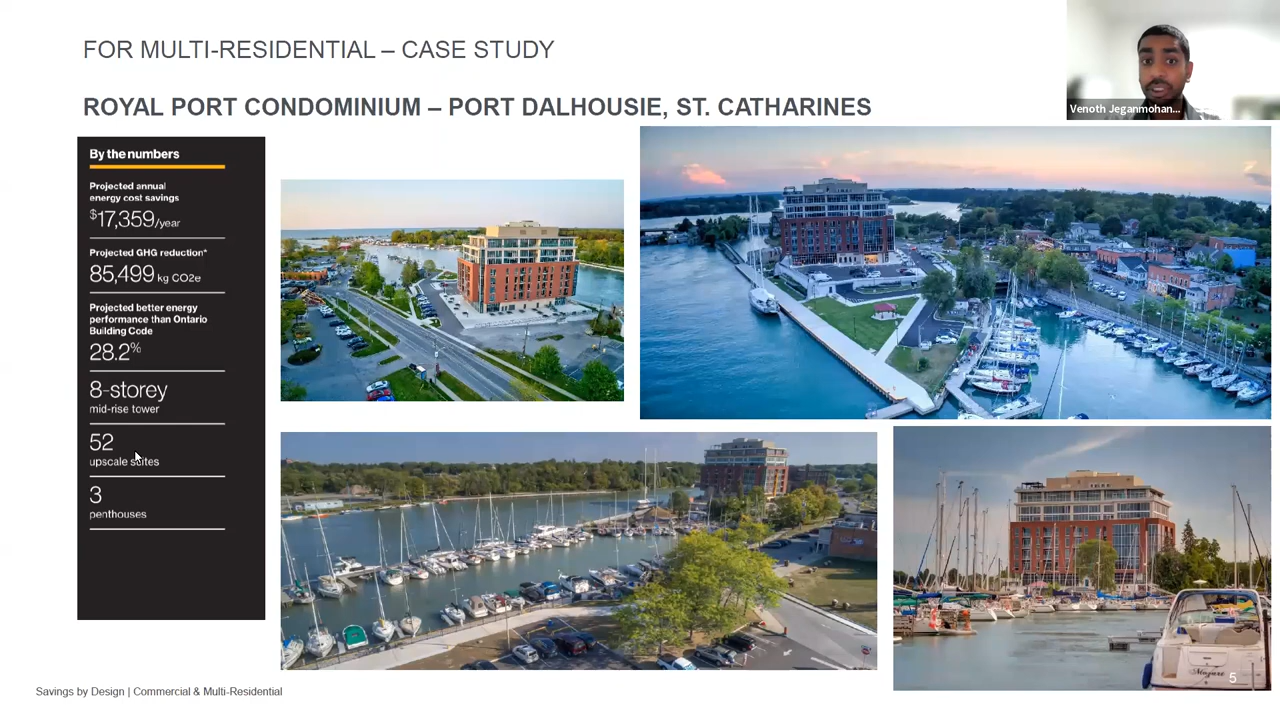 FOR MULTI-RESIDENTIAL – CASE STUDY
ROYAL PORT CONDOMINIUM – PORT DALHOUSIE, ST. CATHARINES
Venoth Jeganmohan...
By the numbers
Projected annual
energy cost savings
$17,359/year
Projected GHG reduction*
85,499 kg CO2e
Projected better energy
performance than Ontario
Building Code
28.2%
8-storey
mid-rise tower
52
upscale suites
3
penthouses
5
Savings by Design | Commercial & Multi-Residential